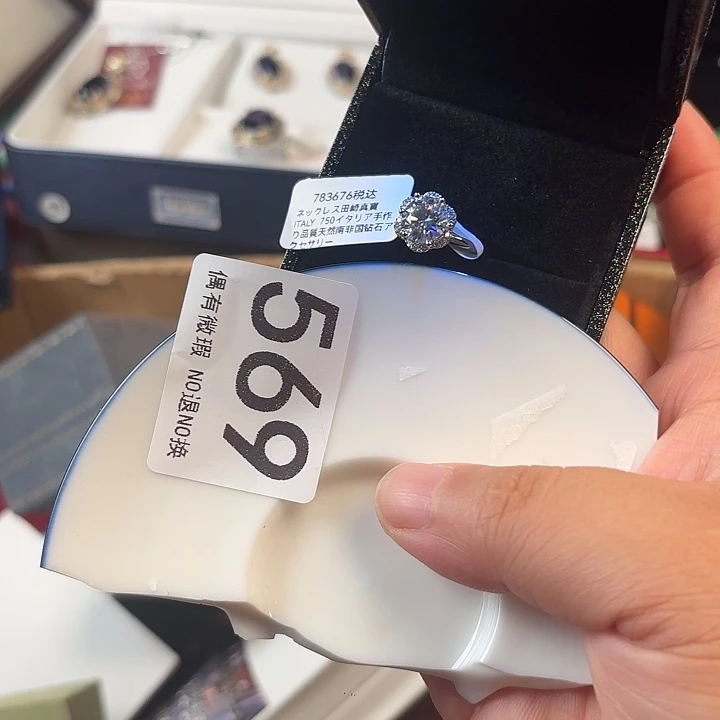 783676税达
ネックレス田崎真寶
ITALY 750イタリア手作
り品質天然南非国钻石ア
クセサリー
569
偶有微瑕 NO退NO换